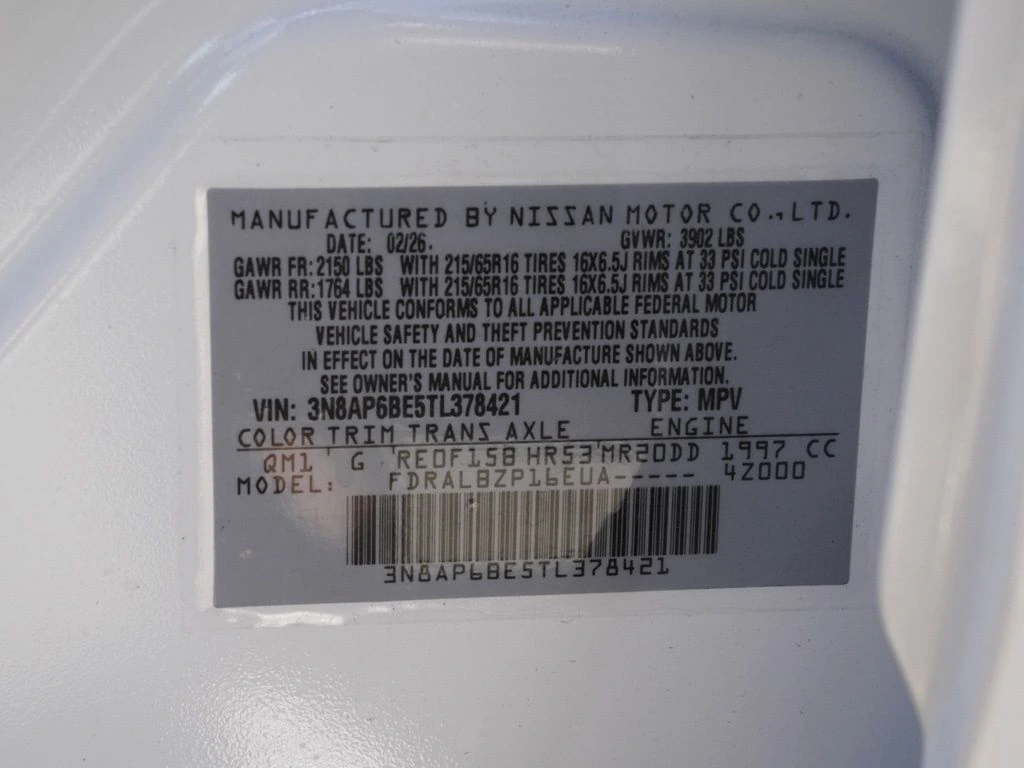 MANUFACTURED BY NISSAN MOTOR CO.,LTD.
DATE: 02/26. GVWR: 3902 LBS
GAWR FR: 2150 LBS WITH 215/65R16 TIRES 16X6.5J RIMS AT 33 PSI COLD SINGLE
GAWR RR: 1764 LBS WITH 215/65R16 TIRES 16X6.5J RIMS AT 33 PSI COLD SINGLE
THIS VEHICLE CONFORMS TO ALL APPLICABLE FEDERAL MOTOR
VEHICLE SAFETY AND THEFT PREVENTION STANDARDS
IN EFFECT ON THE DATE OF MANUFACTURE SHOWN ABOVE.
SEE OWNER'S MANUAL FOR ADDITIONAL INFORMATION.
VIN: 3N8AP6BE5TL378421 TYPE: MPV
COLOR TRIM TRANS AXLE ENGINE
QM1 G RE0F15B HR53 MR20DD 1997 CC
MODEL: FDRALBZP16EUA----- 4Z000
3N8AP6BE5TL378421